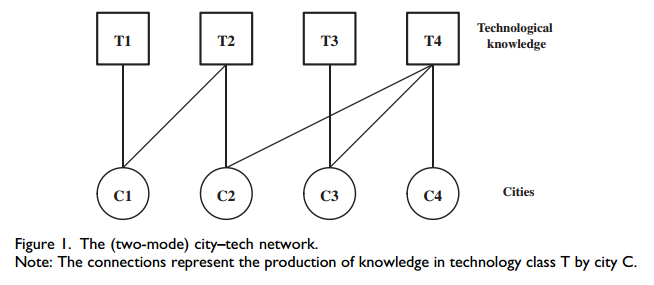 T1 T2 T3 T4 Technological
knowledge
C1 C2 C3 C4 Cities
Figure 1. The (two-mode) city–tech network.
Note: The connections represent the production of knowledge in technology class T by city C.